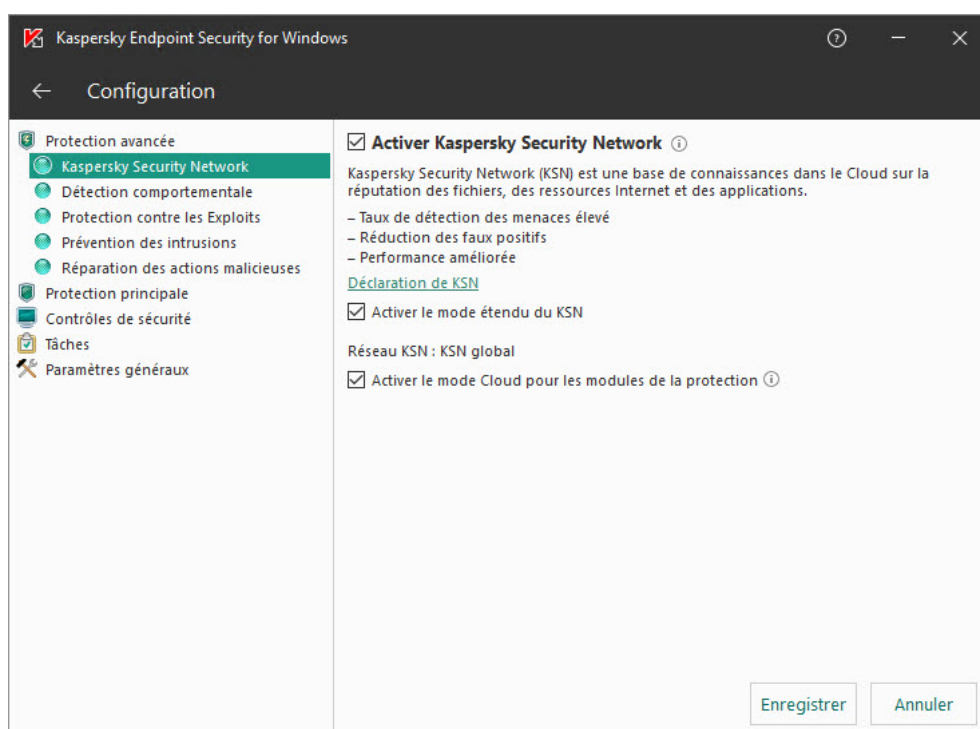 Kaspersky Endpoint Security for Windows
Configuration
Protection avancée
Kaspersky Security Network
Détection comportementale
Protection contre les Exploits
Prévention des intrusions
Réparation des actions malicieuses
Protection principale
Contrôles de sécurité
Tâches
Paramètres généraux
Activer Kaspersky Security Network
Kaspersky Security Network (KSN) est une base de connaissances dans le Cloud sur la
réputation des fichiers, des ressources Internet et des applications.
– Taux de détection des menaces élevé
– Réduction des faux positifs
– Performance améliorée
Déclaration de KSN
Activer le mode étendu du KSN
Réseau KSN : KSN global
Activer le mode Cloud pour les modules de la protection
Enregistrer
Annuler